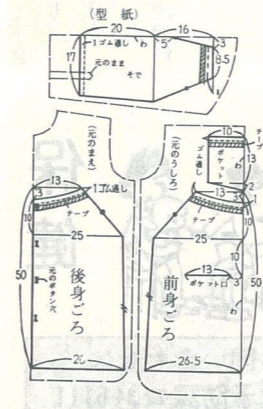 (型紙)
20
16
1ゴム通し
わ
5
3
17
8.5
元のまま
そで
(元のまえ)
(元のうしろ)
10
テープ
ポケット
13
ゴム通し
2
13
3
1ゴム通し
13
3
1
テープ
テープ
10
10
25
25
10
50
50
元のボタン穴
後身ごろ
前身ごろ
13
3
ポケット口
わ
26
26.5